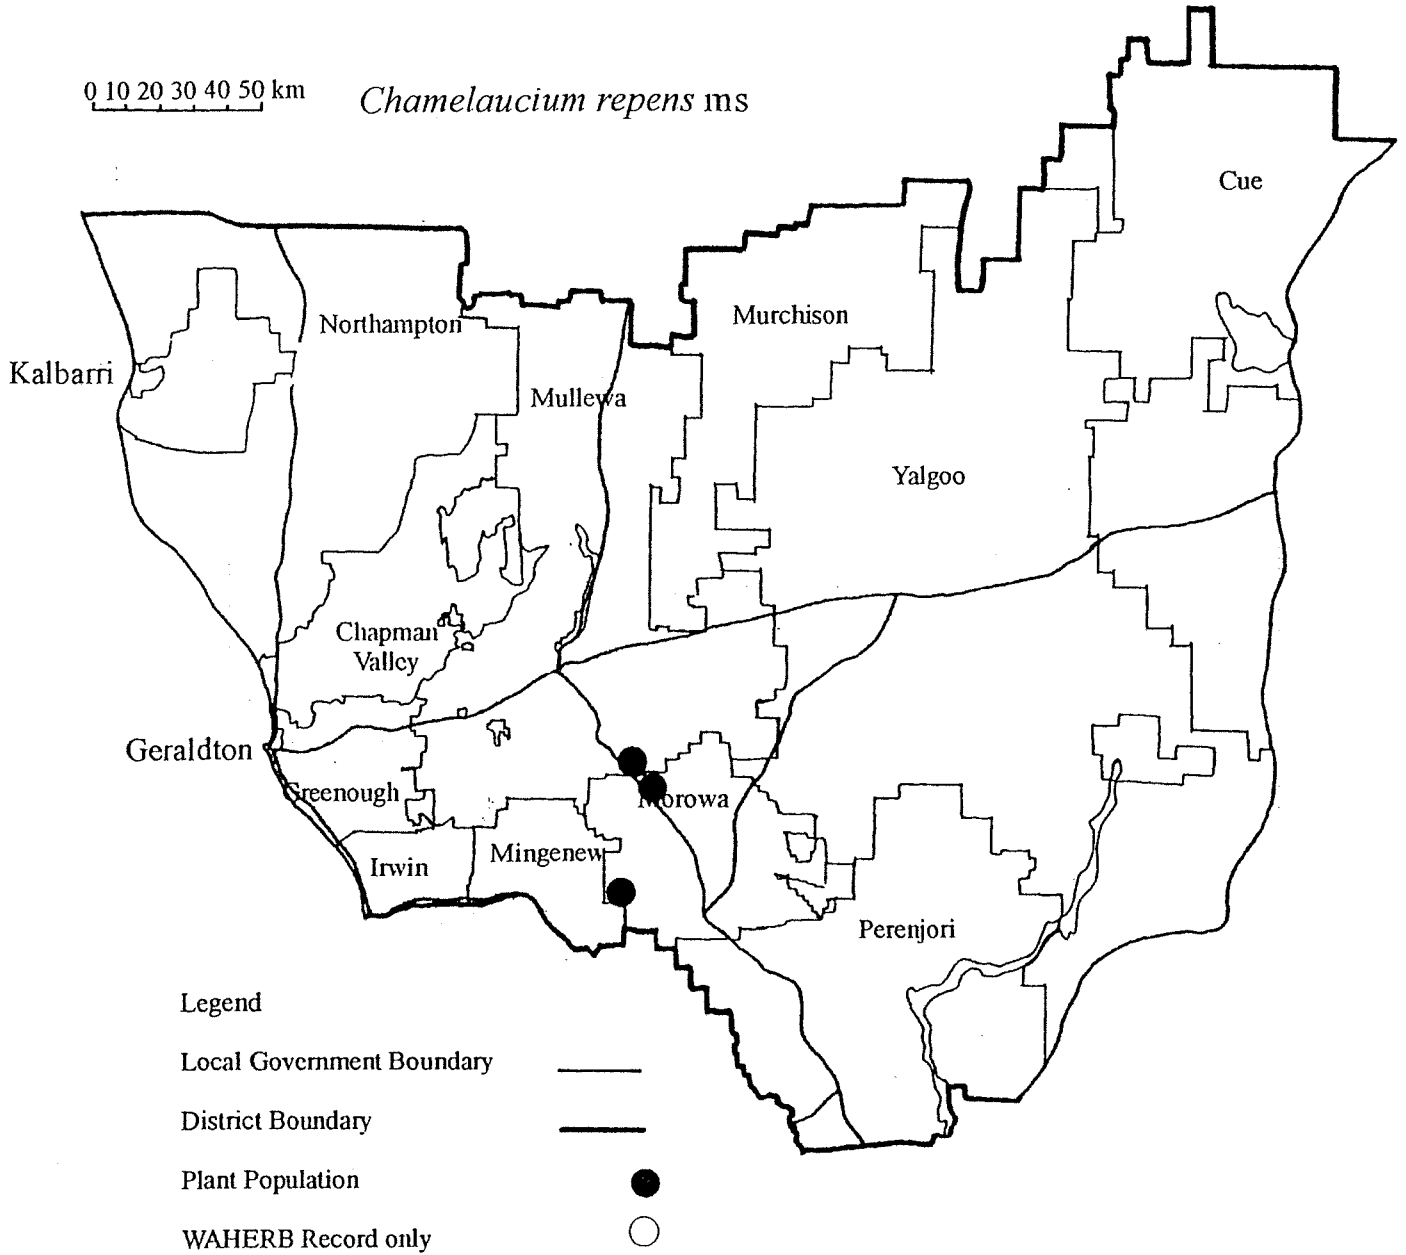 0 10 20 30 40 50 km
Chamelaucium repens ms
Cue
Northampton
Murchison
Kalbarri
Mullewa
Yalgoo
Chapman
Valley
Geraldton
Greenough
Morowa
Irwin
Mingenew
Perenjori
Legend
Local Government Boundary
District Boundary
Plant Population
WAHERB Record only